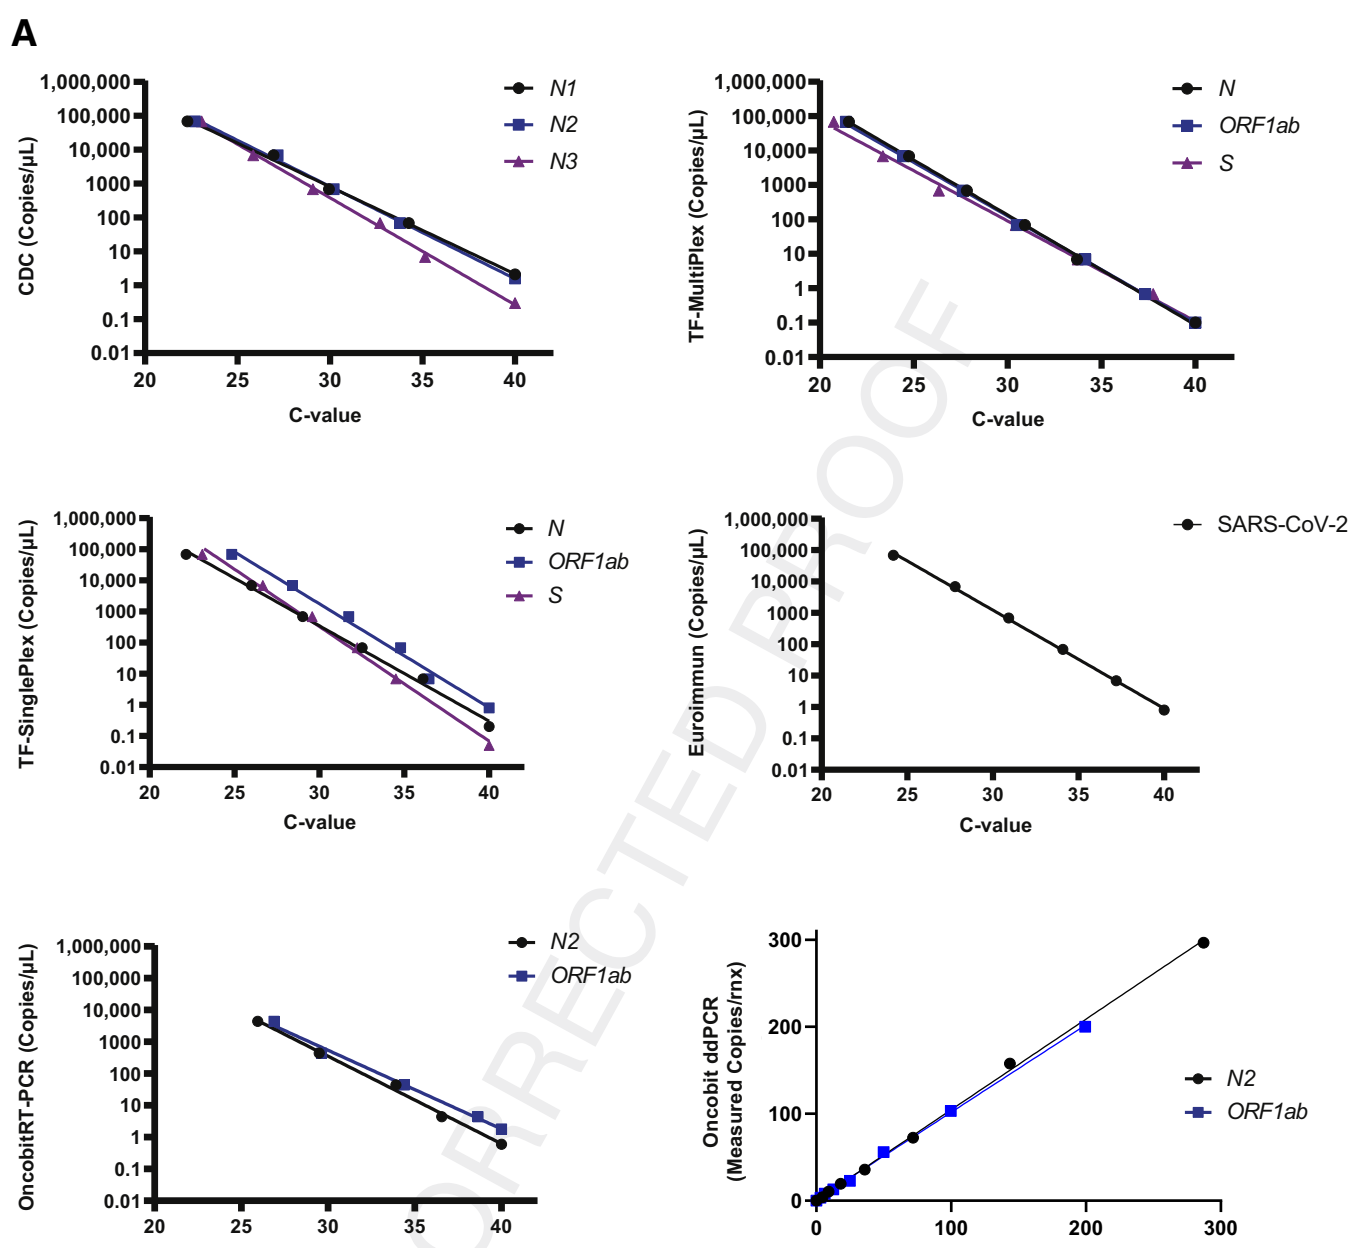 A
CDC (Copies/µL)
1,000,000
100,000
10,000
1000
100
10
1
0.1
0.01
20 25 30 35 40
C-value
N1
N2
N3
TF-MultiPlex (Copies/µL)
1,000,000
100,000
10,000
1000
100
10
1
0.1
0.01
20 25 30 35 40
C-value
N
ORF1ab
S
TF-SinglePlex (Copies/µL)
1,000,000
100,000
10,000
1000
100
10
1
0.1
0.01
20 25 30 35 40
C-value
N
ORF1ab
S
Euroimmun (Copies/µL)
1,000,000
100,000
10,000
1000
100
10
1
0.1
0.01
20 25 30 35 40
C-value
SARS-CoV-2
OncobitRT-PCR (Copies/µL)
1,000,000
100,000
10,000
1000
100
10
1
0.1
0.01
20 25 30 35 40
N2
ORF1ab
Oncobit ddPCR
(Measured Copies/rnx)
300
200
100
0
0 100 200 300
N2
ORF1ab
ORRECTED PROOF